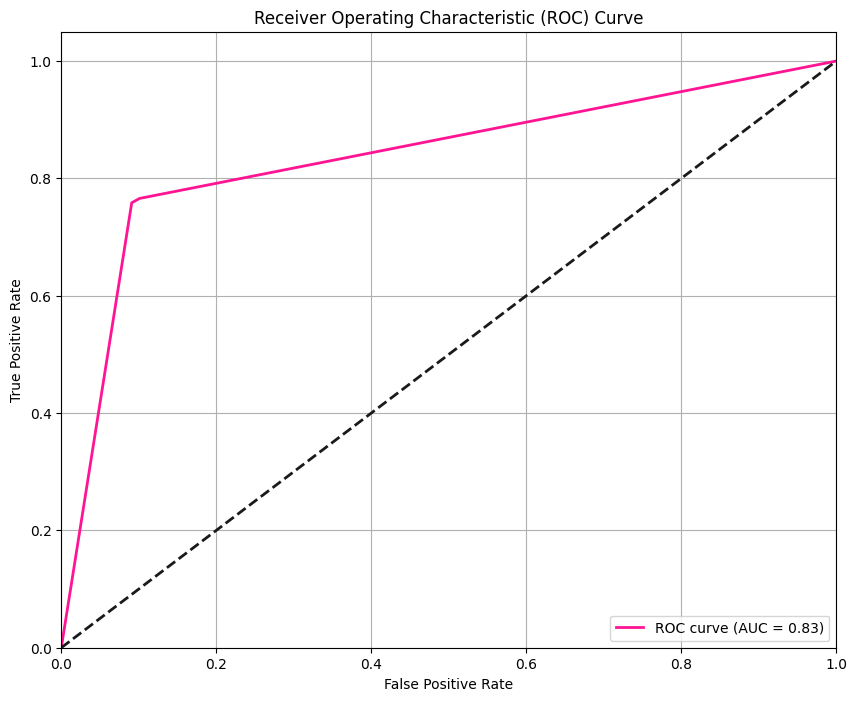 Receiver Operating Characteristic (ROC) Curve
1.0
0.8
0.6
0.4
0.2
0.0
True Positive Rate
ROC curve (AUC = 0.83)
0.0 0.2 0.4 0.6 0.8 1.0
False Positive Rate